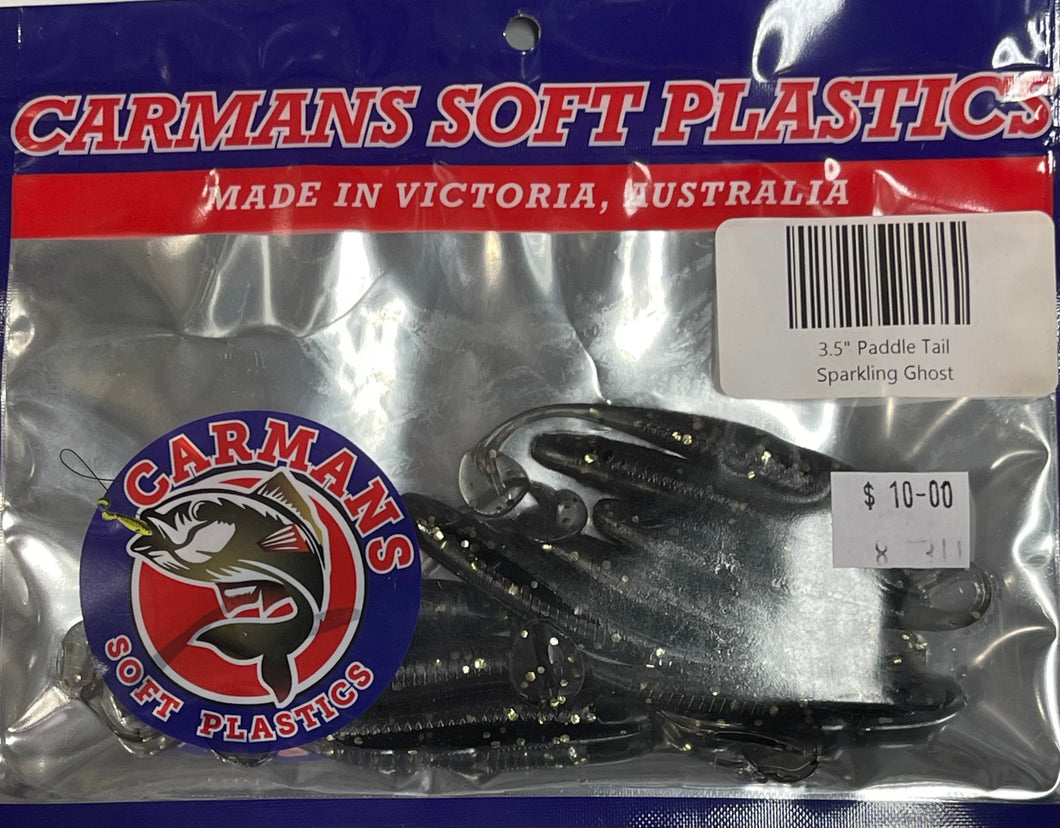 CARMANS SOFT PLASTICS
MADE IN VICTORIA, AUSTRALIA
3.5" Paddle Tail
Sparkling Ghost
$ 10-00
CARMANS
SOFT PLASTICS